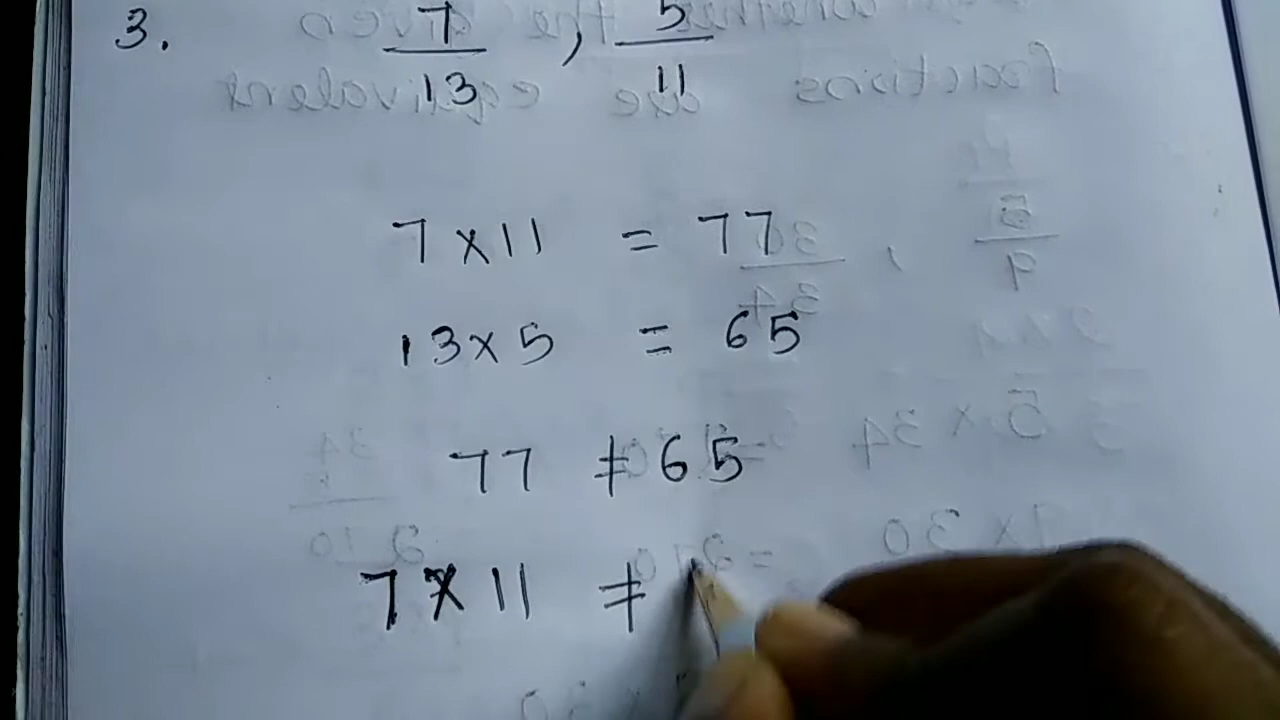 3. 7/13 , 5/11
7 × 11 = 77
13 × 5 = 65
77 ≠ 65
7 × 11 ≠